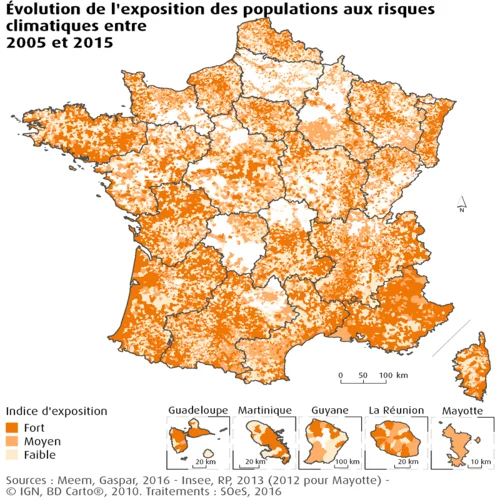 Évolution de l'exposition des populations aux risques
climatiques entre
2005 et 2015
N
0 50 100 km
Indice d'exposition
Fort
Moyen
Faible
Guadeloupe
Martinique
Guyane
La Réunion
Mayotte
20 km
20 km
100 km
20 km
10 km
Sources : Meem, Gaspar, 2016 - Insee, RP, 2013 (2012 pour Mayotte) -
© IGN, BD Carto®, 2010. Traitements : SOeS, 2016